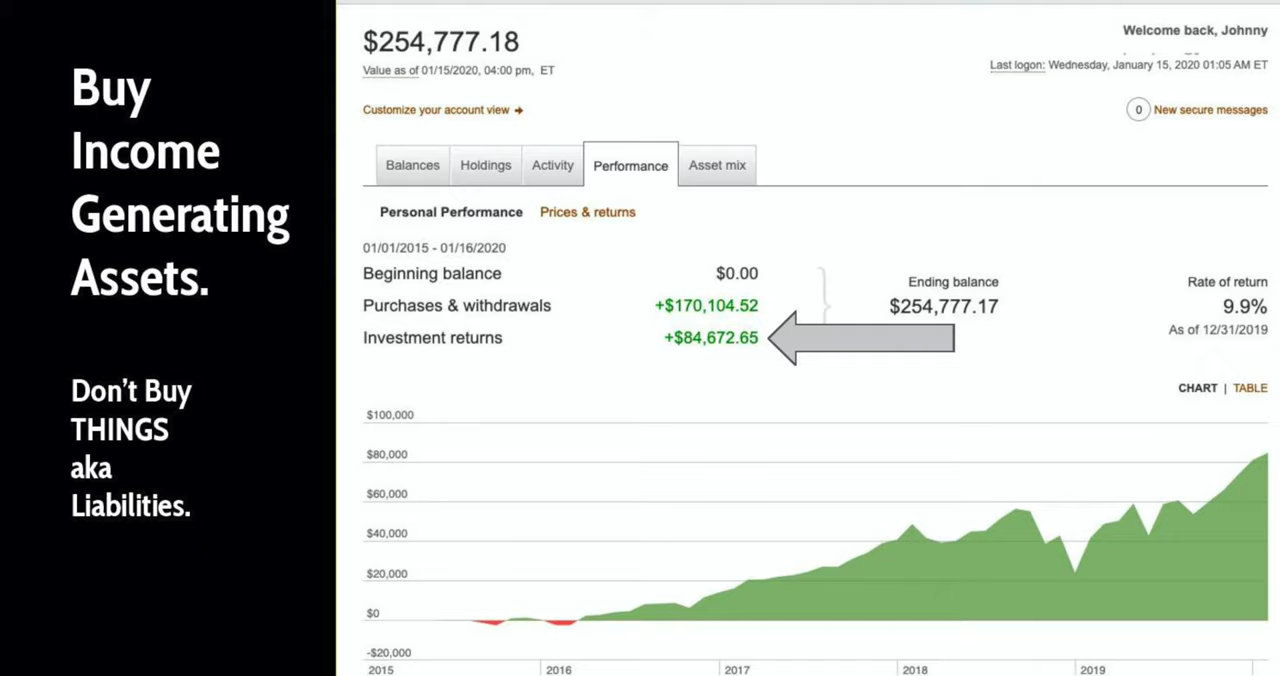 Buy
Income
Generating
Assets.
Don't Buy
THINGS
aka
Liabilities.
$254,777.18
Value as of 01/15/2020, 04:00 pm, ET
Welcome back, Johnny
Last logon: Wednesday, January 15, 2020 01:05 AM ET
Customize your account view
0 New secure messages
Balances Holdings Activity Performance Asset mix
Personal Performance Prices & returns
01/01/2015 - 01/16/2020
Beginning balance $0.00
Purchases & withdrawals +$170,104.52
Investment returns +$84,672.65
Ending balance
$254,777.17
Rate of return
9.9%
As of 12/31/2019
CHART | TABLE
$100,000
$80,000
$60,000
$40,000
$20,000
$0
-$20,000
2015 2016 2017 2018 2019